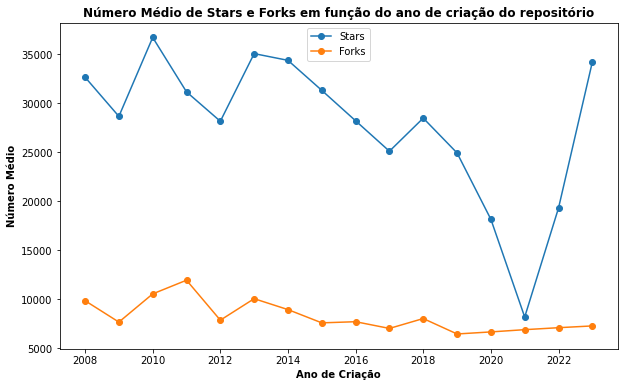 Número Médio de Stars e Forks em função do ano de criação do repositório
Stars
Forks
Número Médio
35000
30000
25000
20000
15000
10000
5000
2008 2010 2012 2014 2016 2018 2020 2022
Ano de Criação